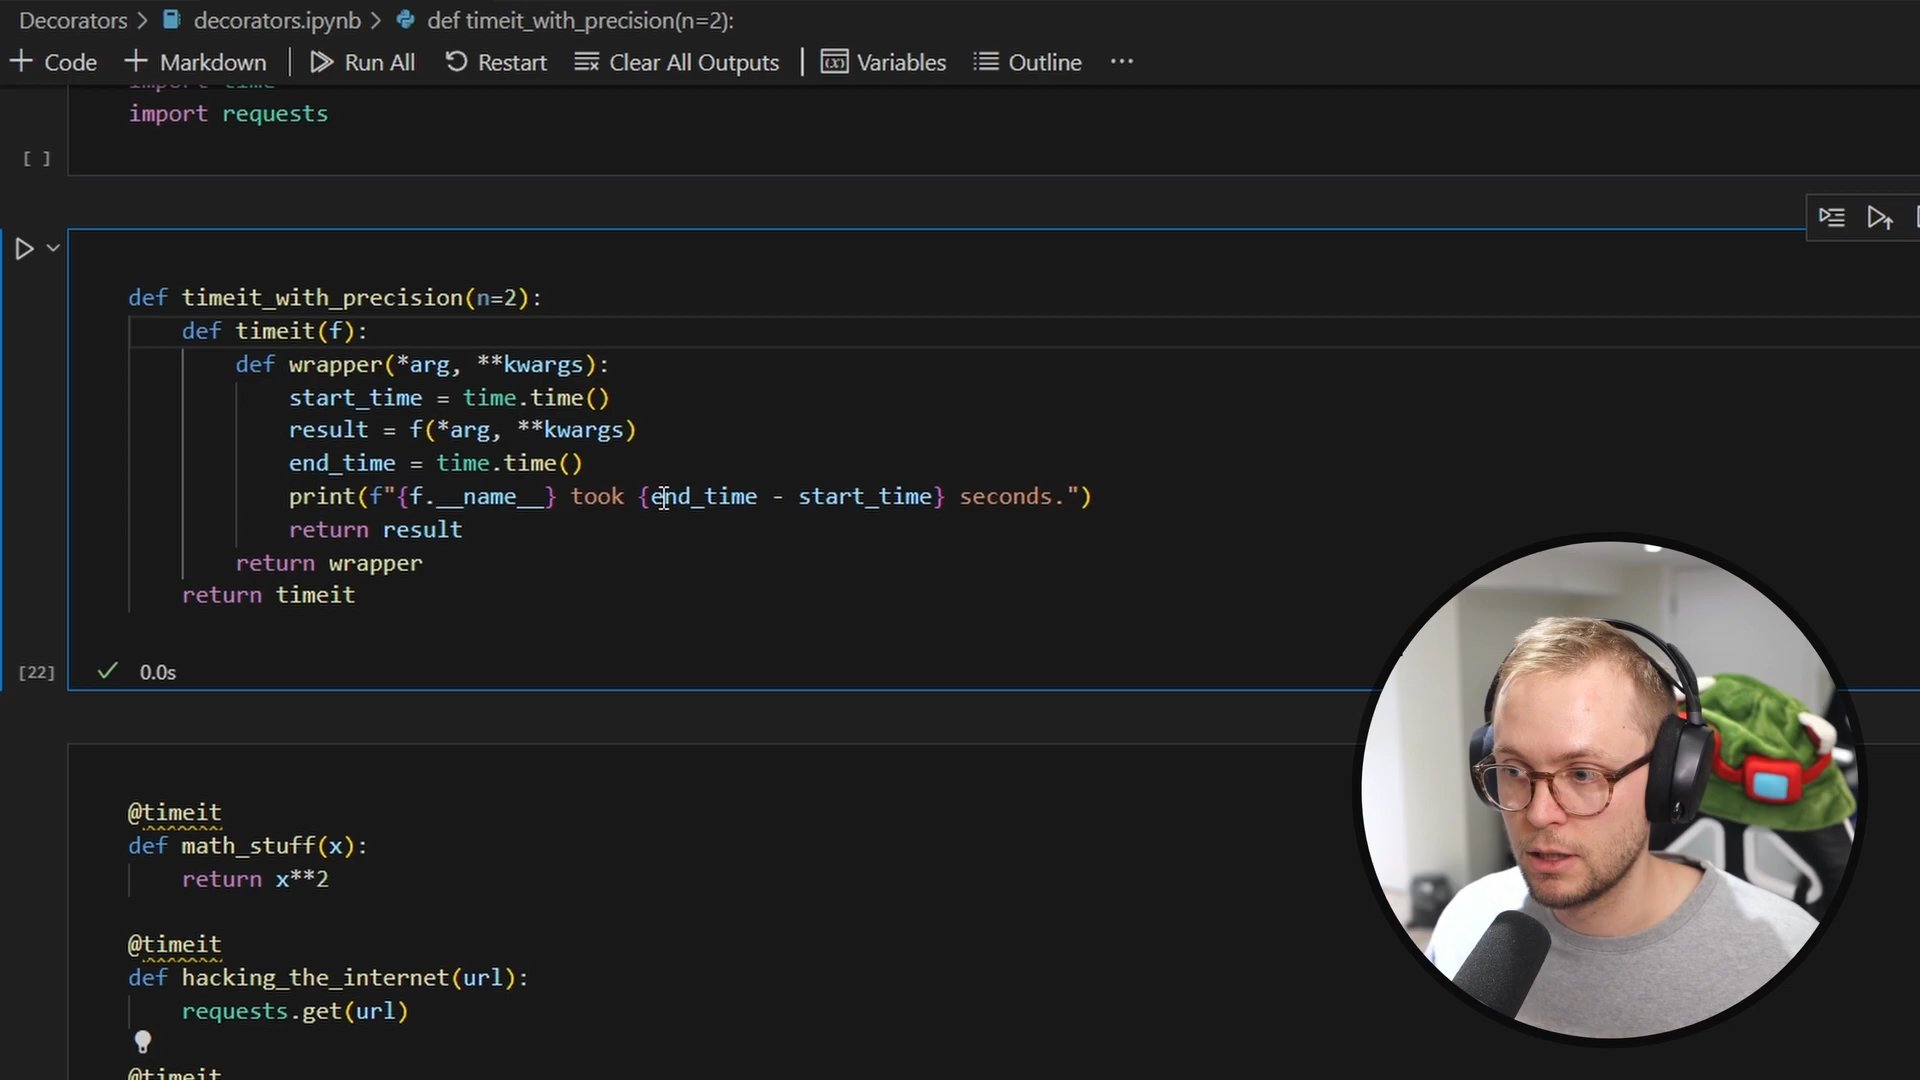 Decorators > decorators.ipynb > def timeit_with_precision(n=2):
+ Code + Markdown Run All Restart Clear All Outputs Variables Outline ...
import time
import requests
[ ]
def timeit_with_precision(n=2):
def timeit(f):
def wrapper(*arg, **kwargs):
start_time = time.time()
result = f(*arg, **kwargs)
end_time = time.time()
print(f"{f.__name__} took {end_time - start_time} seconds.")
return result
return wrapper
return timeit
[22] 0.0s
@timeit
def math_stuff(x):
return x**2
@timeit
def hacking_the_internet(url):
requests.get(url)
@timeit